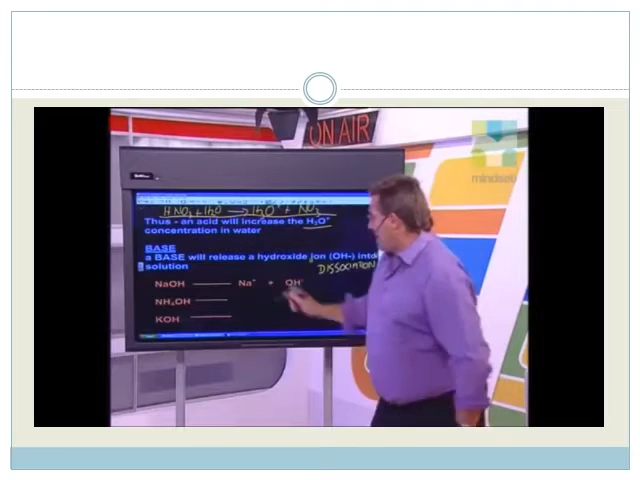 ON AIR
mindset
HNO3 + H2O → H3O+ + NO3-
Thus - an acid will increase the H3O+
concentration in water
BASE
a BASE will release a hydroxide ion (OH-) into
solution
DISSOCIATION
NaOH Na+ + OH-
NH4OH
KOH